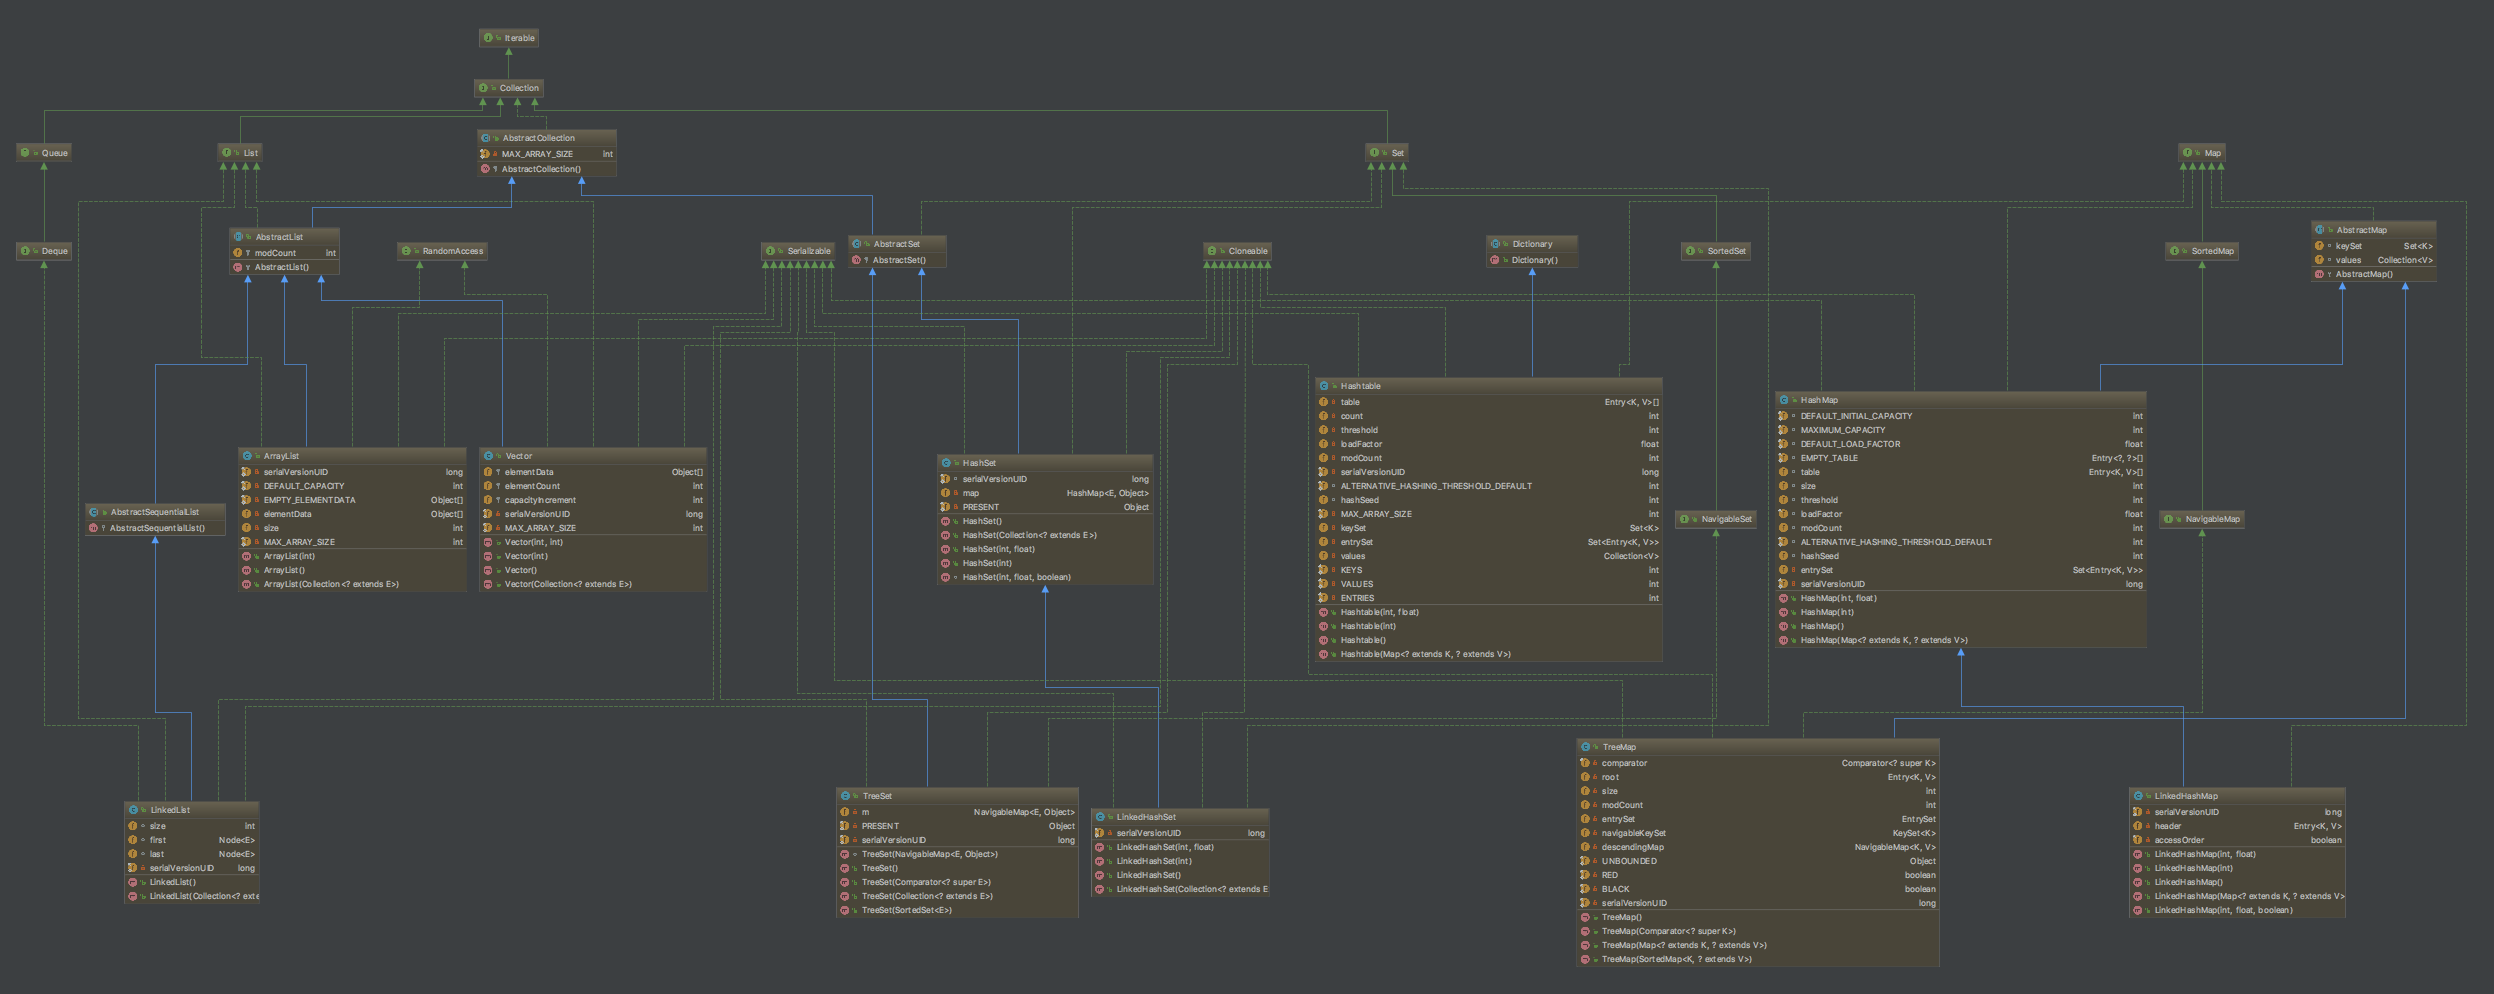 Iterable
Collection
AbstractCollection
MAX_ARRAY_SIZE int
AbstractCollection()
Queue
List
Set
Map
AbstractList
modCount int
AbstractList()
Deque
RandomAccess
Serializable
AbstractSet
AbstractSet()
Cloneable
Dictionary
Dictionary()
SortedSet
SortedMap
AbstractMap
keySet Set<K>
values Collection<V>
AbstractMap()
ArrayList
serialVersionUID long
DEFAULT_CAPACITY int
EMPTY_ELEMENTDATA Object[]
elementData Object[]
size int
MAX_ARRAY_SIZE int
ArrayList(int)
ArrayList()
ArrayList(Collection<? extends E>)
Vector
elementData Object[]
elementCount int
capacityIncrement int
serialVersionUID long
MAX_ARRAY_SIZE int
Vector(int, int)
Vector(int)
Vector()
Vector(Collection<? extends E>)
HashSet
serialVersionUID long
map HashMap<E, Object>
PRESENT Object
HashSet()
HashSet(Collection<? extends E>)
HashSet(int, float)
HashSet(int)
HashSet(int, float, boolean)
Hashtable
table Entry<K, V>[]
count int
threshold int
loadFactor float
modCount int
serialVersionUID long
ALTERNATIVE_HASHING_THRESHOLD_DEFAULT int
hashSeed int
MAX_ARRAY_SIZE int
keySet Set<K>
entrySet Set<Entry<K, V>>
values Collection<V>
KEYS int
VALUES int
ENTRIES int
Hashtable(int, float)
Hashtable(int)
Hashtable()
Hashtable(Map<? extends K, ? extends V>)
HashMap
DEFAULT_INITIAL_CAPACITY int
MAXIMUM_CAPACITY int
DEFAULT_LOAD_FACTOR float
EMPTY_TABLE Entry<?, ?>[]
table Entry<K, V>[]
size int
threshold int
loadFactor float
modCount int
ALTERNATIVE_HASHING_THRESHOLD_DEFAULT int
hashSeed int
entrySet Set<Entry<K, V>>
serialVersionUID long
HashMap(int, float)
HashMap(int)
HashMap()
HashMap(Map<? extends K, ? extends V>)
AbstractSequentialList
AbstractSequentialList()
NavigableSet
NavigableMap
LinkedList
size int
first Node<E>
last Node<E>
serialVersionUID long
LinkedList()
LinkedList(Collection<? exte
TreeSet
m NavigableMap<E, Object>
PRESENT Object
serialVersionUID long
TreeSet(NavigableMap<E, Object>)
TreeSet()
TreeSet(Comparator<? super E>)
TreeSet(Collection<? extends E>)
TreeSet(SortedSet<E>)
LinkedHashSet
serialVersionUID long
LinkedHashSet(int, float)
LinkedHashSet(int)
LinkedHashSet()
LinkedHashSet(Collection<? extends E
TreeMap
comparator Comparator<? super K>
root Entry<K, V>
size int
modCount int
entrySet EntrySet
navigableKeySet KeySet<K>
descendingMap NavigableMap<K, V>
UNBOUNDED Object
RED boolean
BLACK boolean
serialVersionUID long
TreeMap()
TreeMap(Comparator<? super K>)
TreeMap(Map<? extends K, ? extends V>)
TreeMap(SortedMap<K, ? extends V>)
LinkedHashMap
serialVersionUID long
header Entry<K, V>
accessOrder boolean
LinkedHashMap(int, float)
LinkedHashMap(int)
LinkedHashMap()
LinkedHashMap(Map<? extends K, ? extends V>
LinkedHashMap(int, float, boolean)